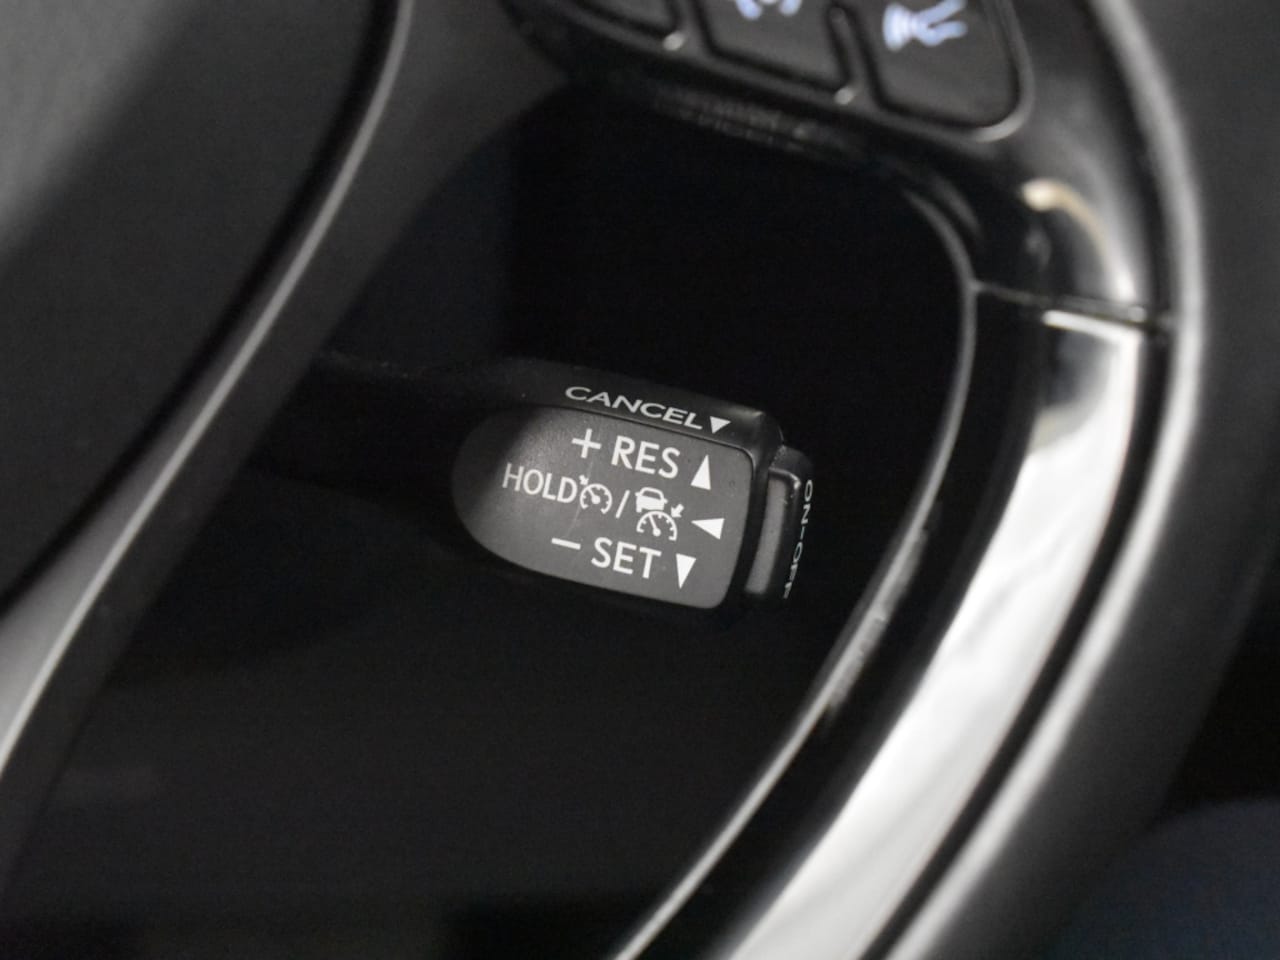 CANCEL▼
+ RES ▲
HOLD / ◀
− SET ▼
ON-OFF